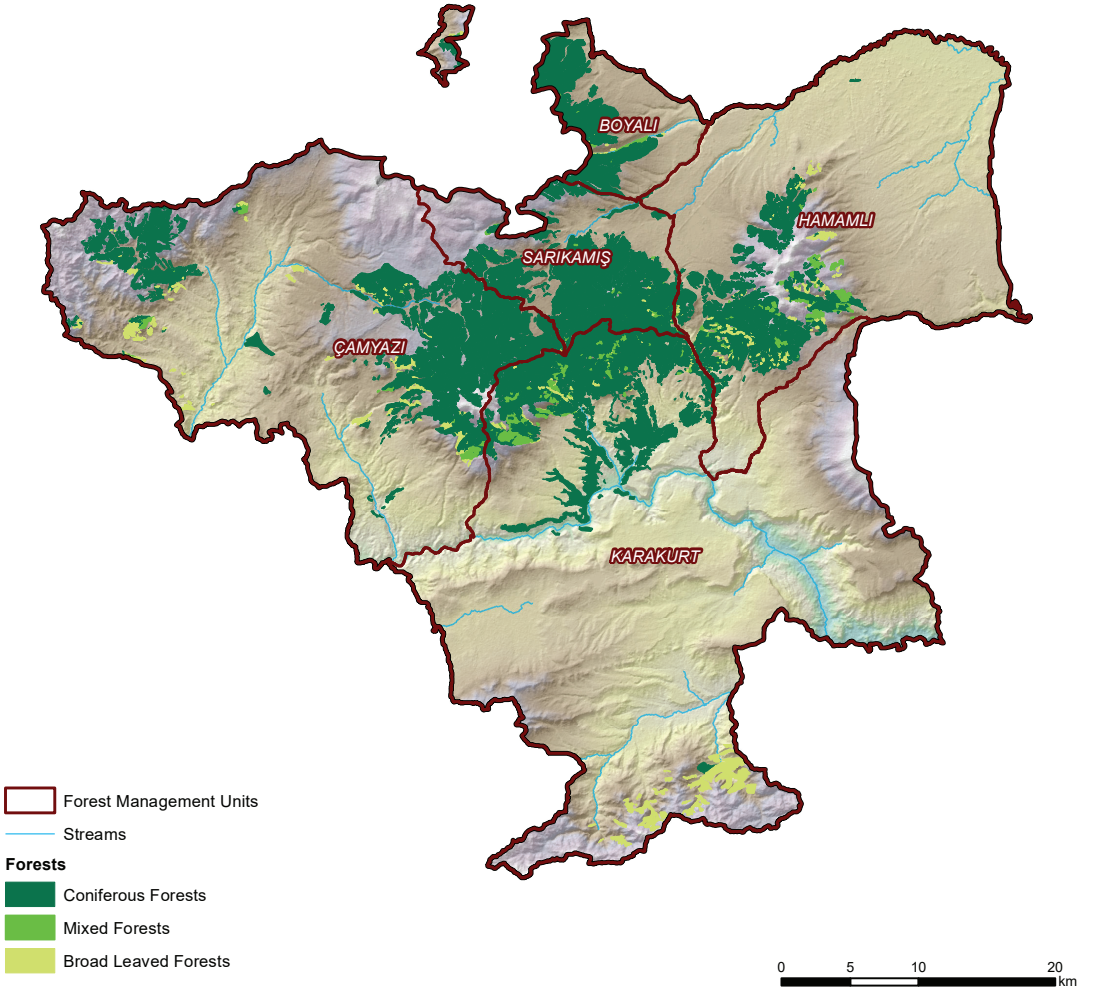 BOYALI
HAMAMLI
SARIKAMIŞ
ÇAMYAZI
KARAKURT
Forest Management Units
Streams
Forests
Coniferous Forests
Mixed Forests
Broad Leaved Forests
0 5 10 20
km